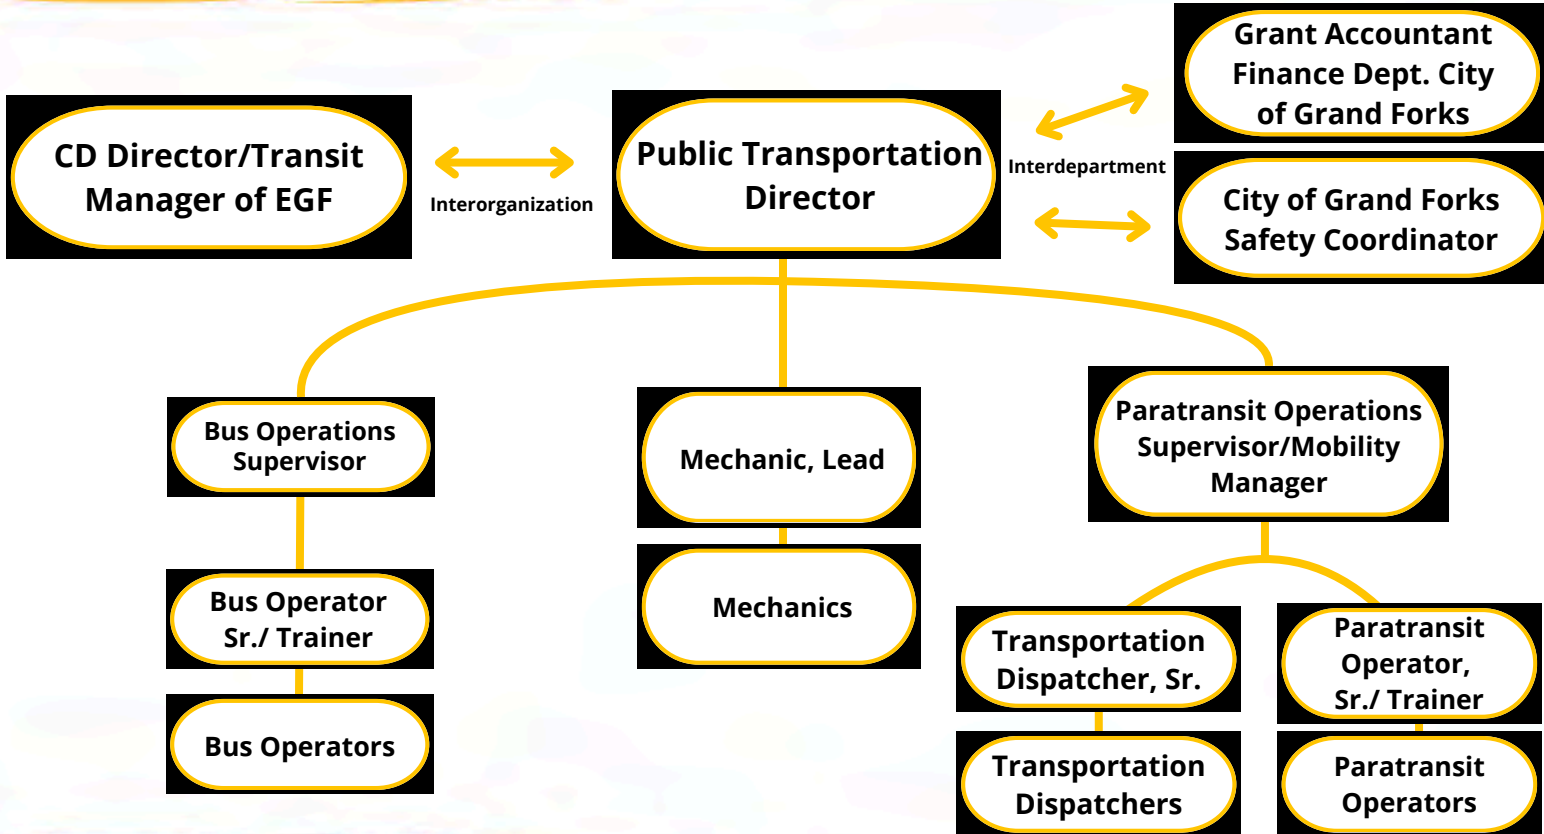 Grant Accountant
Finance Dept. City
of Grand Forks
CD Director/Transit
Manager of EGF
Interorganization
Public Transportation
Director
Interdepartment
City of Grand Forks
Safety Coordinator
Bus Operations
Supervisor
Mechanic, Lead
Paratransit Operations
Supervisor/Mobility
Manager
Bus Operator
Sr./ Trainer
Mechanics
Transportation
Dispatcher, Sr.
Paratransit
Operator,
Sr./ Trainer
Bus Operators
Transportation
Dispatchers
Paratransit
Operators